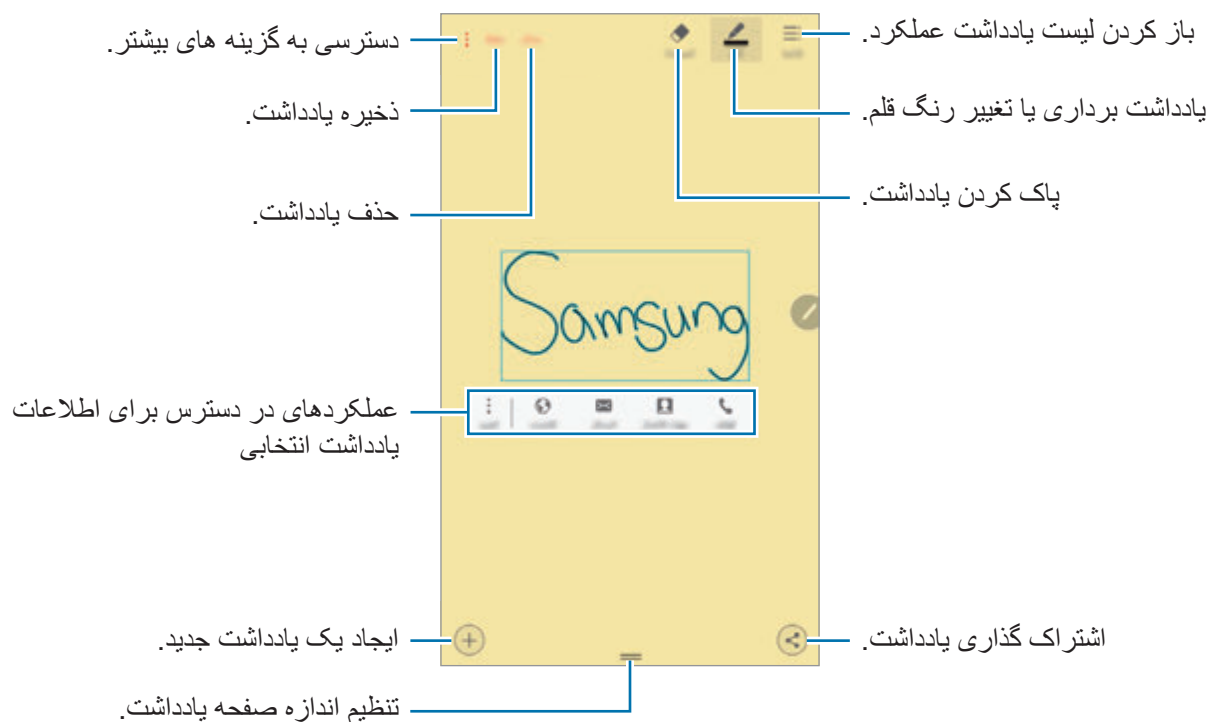 باز کردن لیست یادداشت عملکرد.
دسترسی به گزینه های بیشتر.
یادداشت برداری یا تغییر رنگ قلم.
ذخیره یادداشت.
پاک کردن یادداشت.
حذف یادداشت.
Samsung
عملکردهای در دسترس برای اطلاعات
یادداشت انتخابی
اشتراک گذاری یادداشت.
ایجاد یک یادداشت جدید.
تنظیم اندازه صفحه یادداشت.